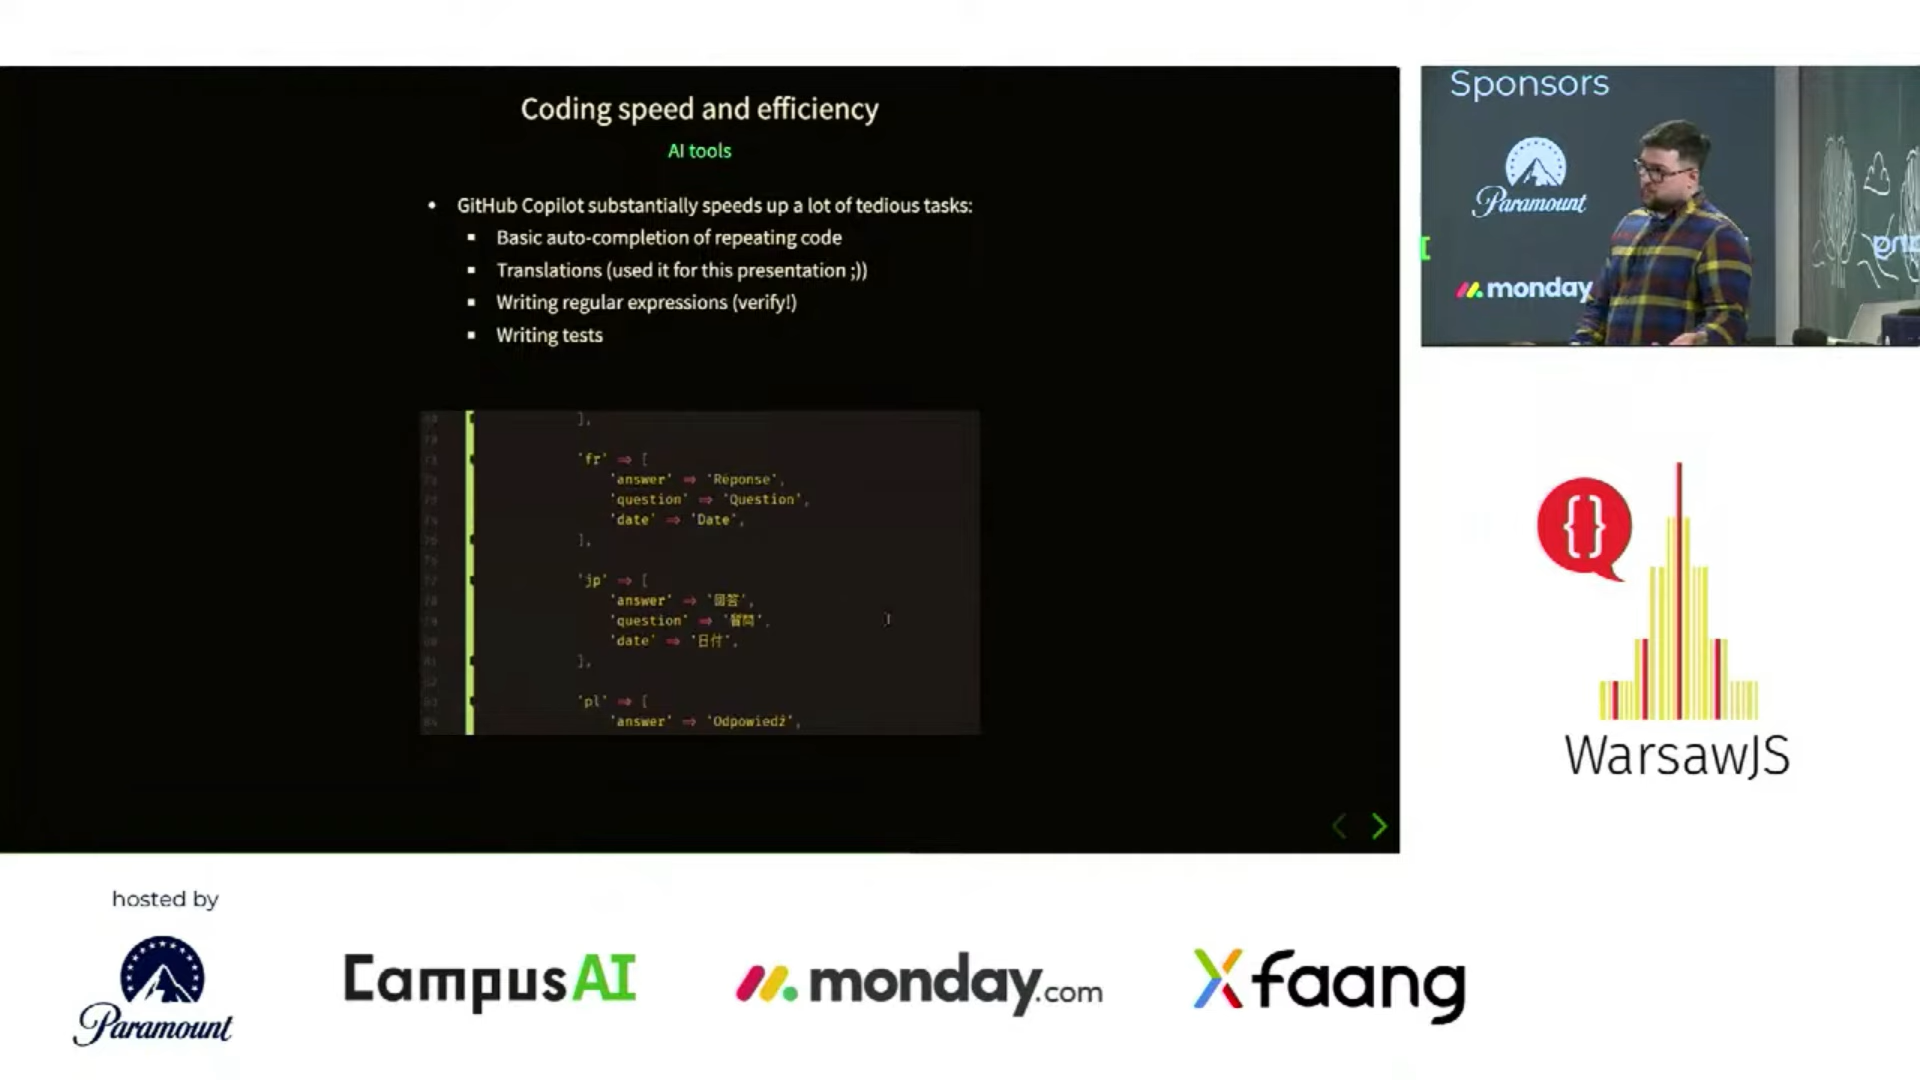 Coding speed and efficiency
AI tools
• GitHub Copilot substantially speeds up a lot of tedious tasks:
▪ Basic auto-completion of repeating code
▪ Translations (used it for this presentation ;))
▪ Writing regular expressions (verify!)
▪ Writing tests
],
'fr' => [
'answer' => 'Réponse',
'question' => 'Question',
'date' => 'Date',
],
'jp' => [
'answer' => '回答',
'question' => '質問',
'date' => '日付',
],
'pl' => [
'answer' => 'Odpowiedź',
Sponsors
Paramount
monday
{}
WarsawJS
hosted by
Paramount
CampusAI
monday.com
Xfaang